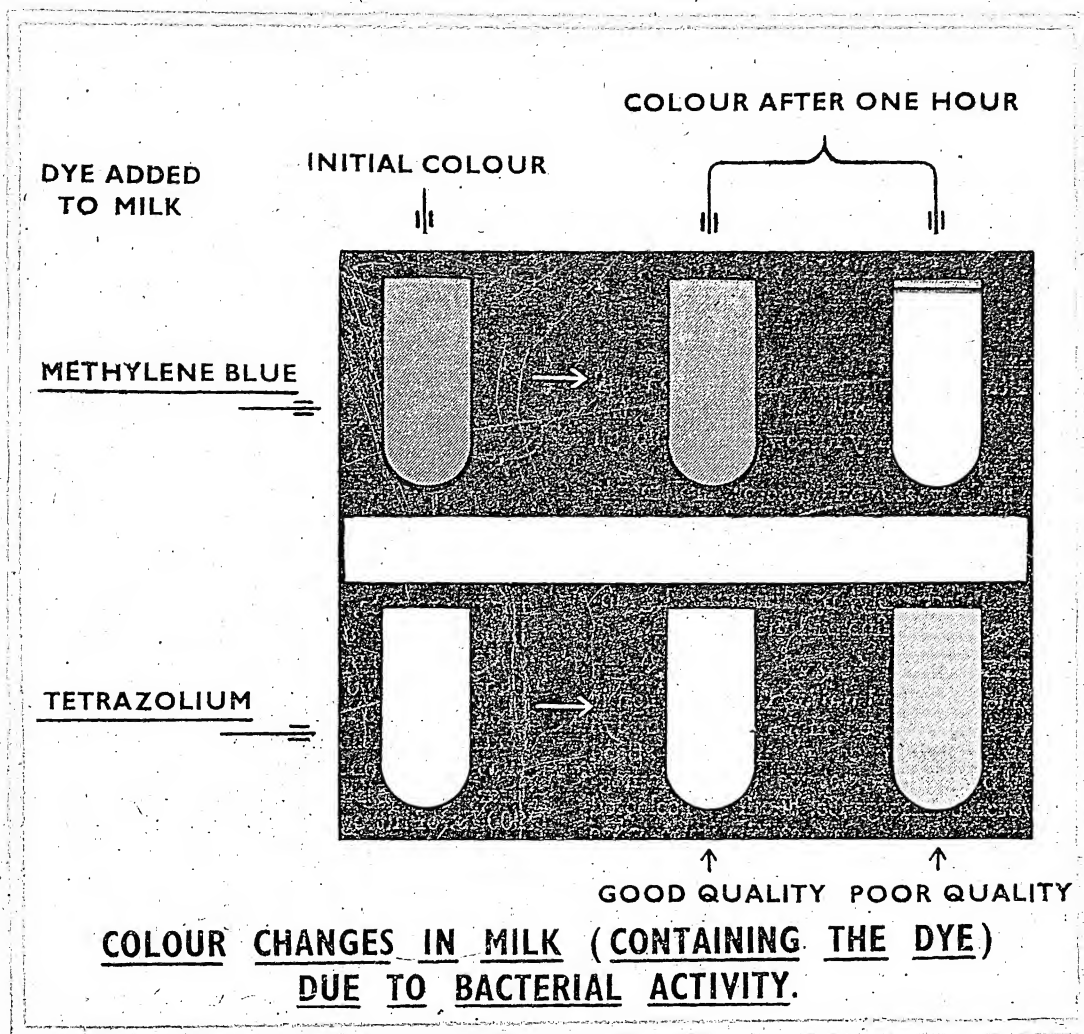 COLOUR AFTER ONE HOUR
INITIAL COLOUR
DYE ADDED
TO MILK
METHYLENE BLUE
TETRAZOLIUM
GOOD QUALITY POOR QUALITY
COLOUR CHANGES IN MILK (CONTAINING THE DYE)
DUE TO BACTERIAL ACTIVITY.